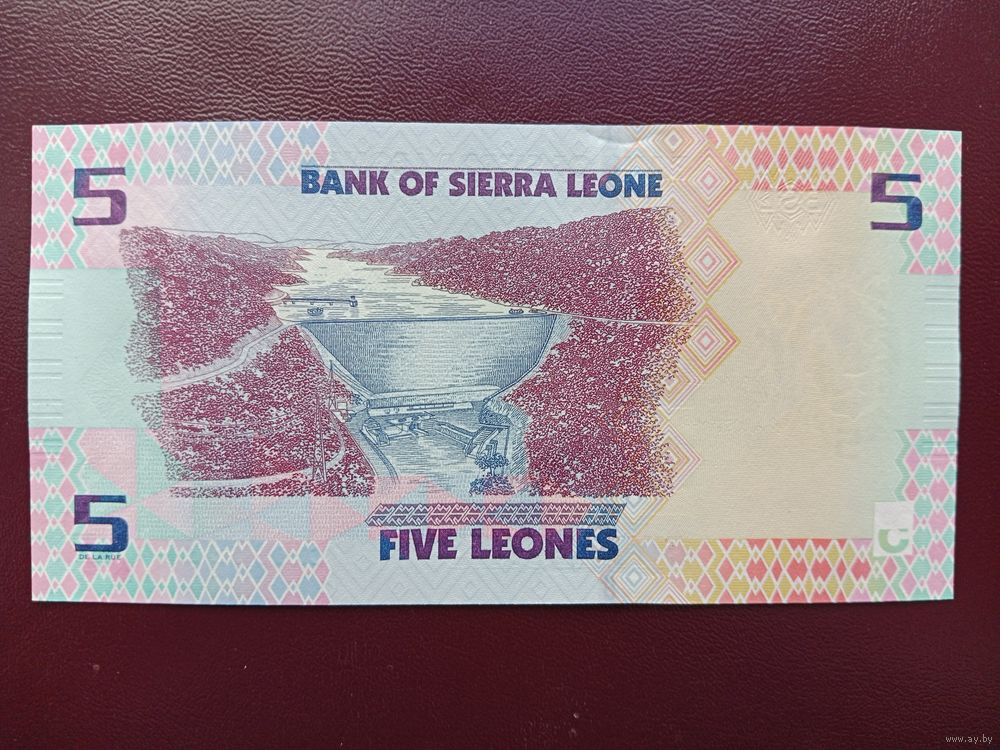 BANK OF SIERRA LEONE
5
5
5
DE LA RUE
FIVE LEONES
www.ay.by